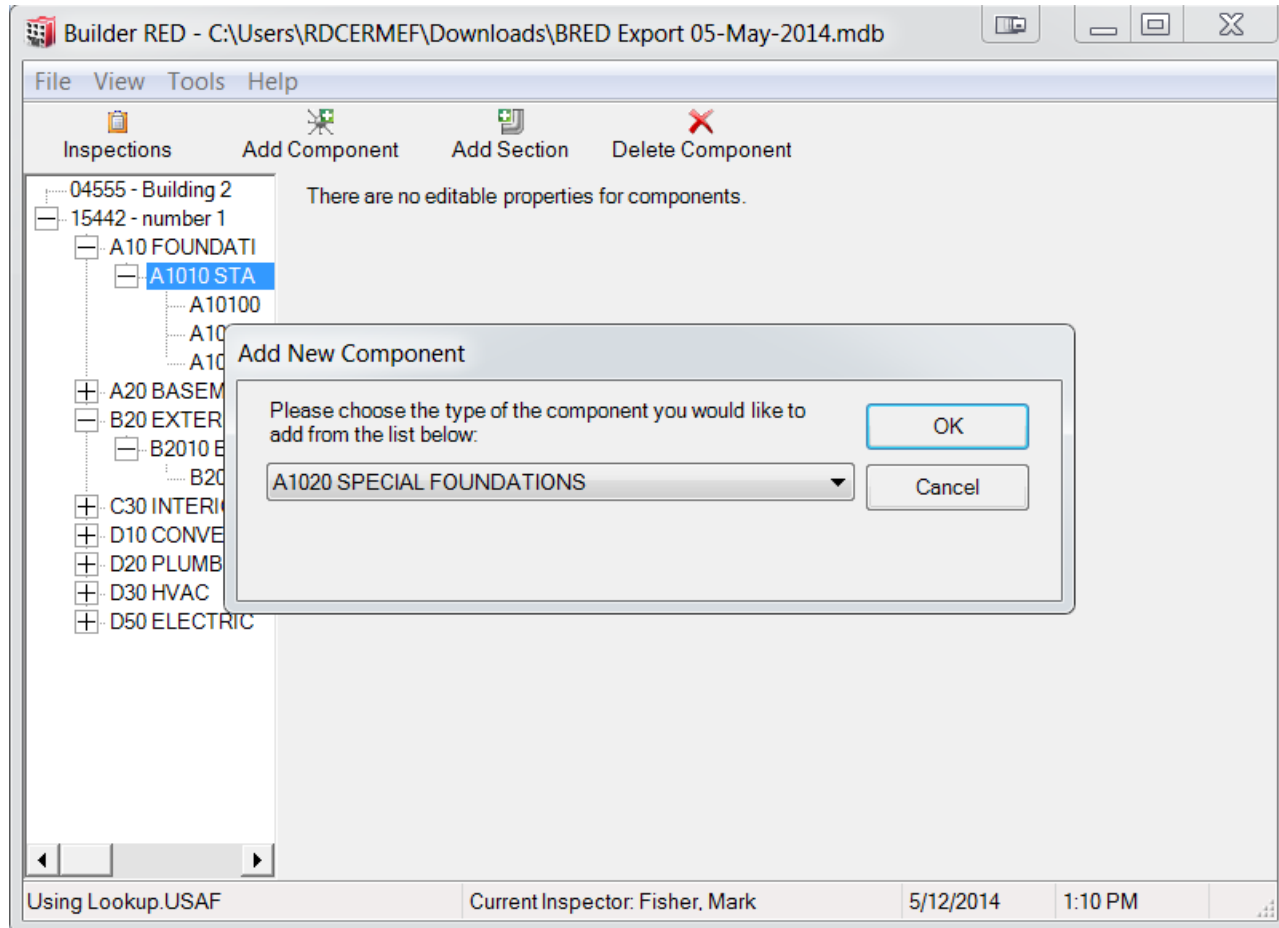 Builder RED - C:\Users\RDCERMEF\Downloads\BRED Export 05-May-2014.mdb
File View Tools Help
Inspections Add Component Add Section Delete Component
04555 - Building 2
There are no editable properties for components.
15442 - number 1
A10 FOUNDATI
A1010 STA
A10100
A10
A10
Add New Component
A20 BASEM
B20 EXTER
B2010 E
B20
C30 INTERI
D10 CONVE
D20 PLUMB
D30 HVAC
D50 ELECTRIC
Please choose the type of the component you would like to
add from the list below:
OK
A1020 SPECIAL FOUNDATIONS
Cancel
Using Lookup.USAF Current Inspector: Fisher, Mark 5/12/2014 1:10 PM